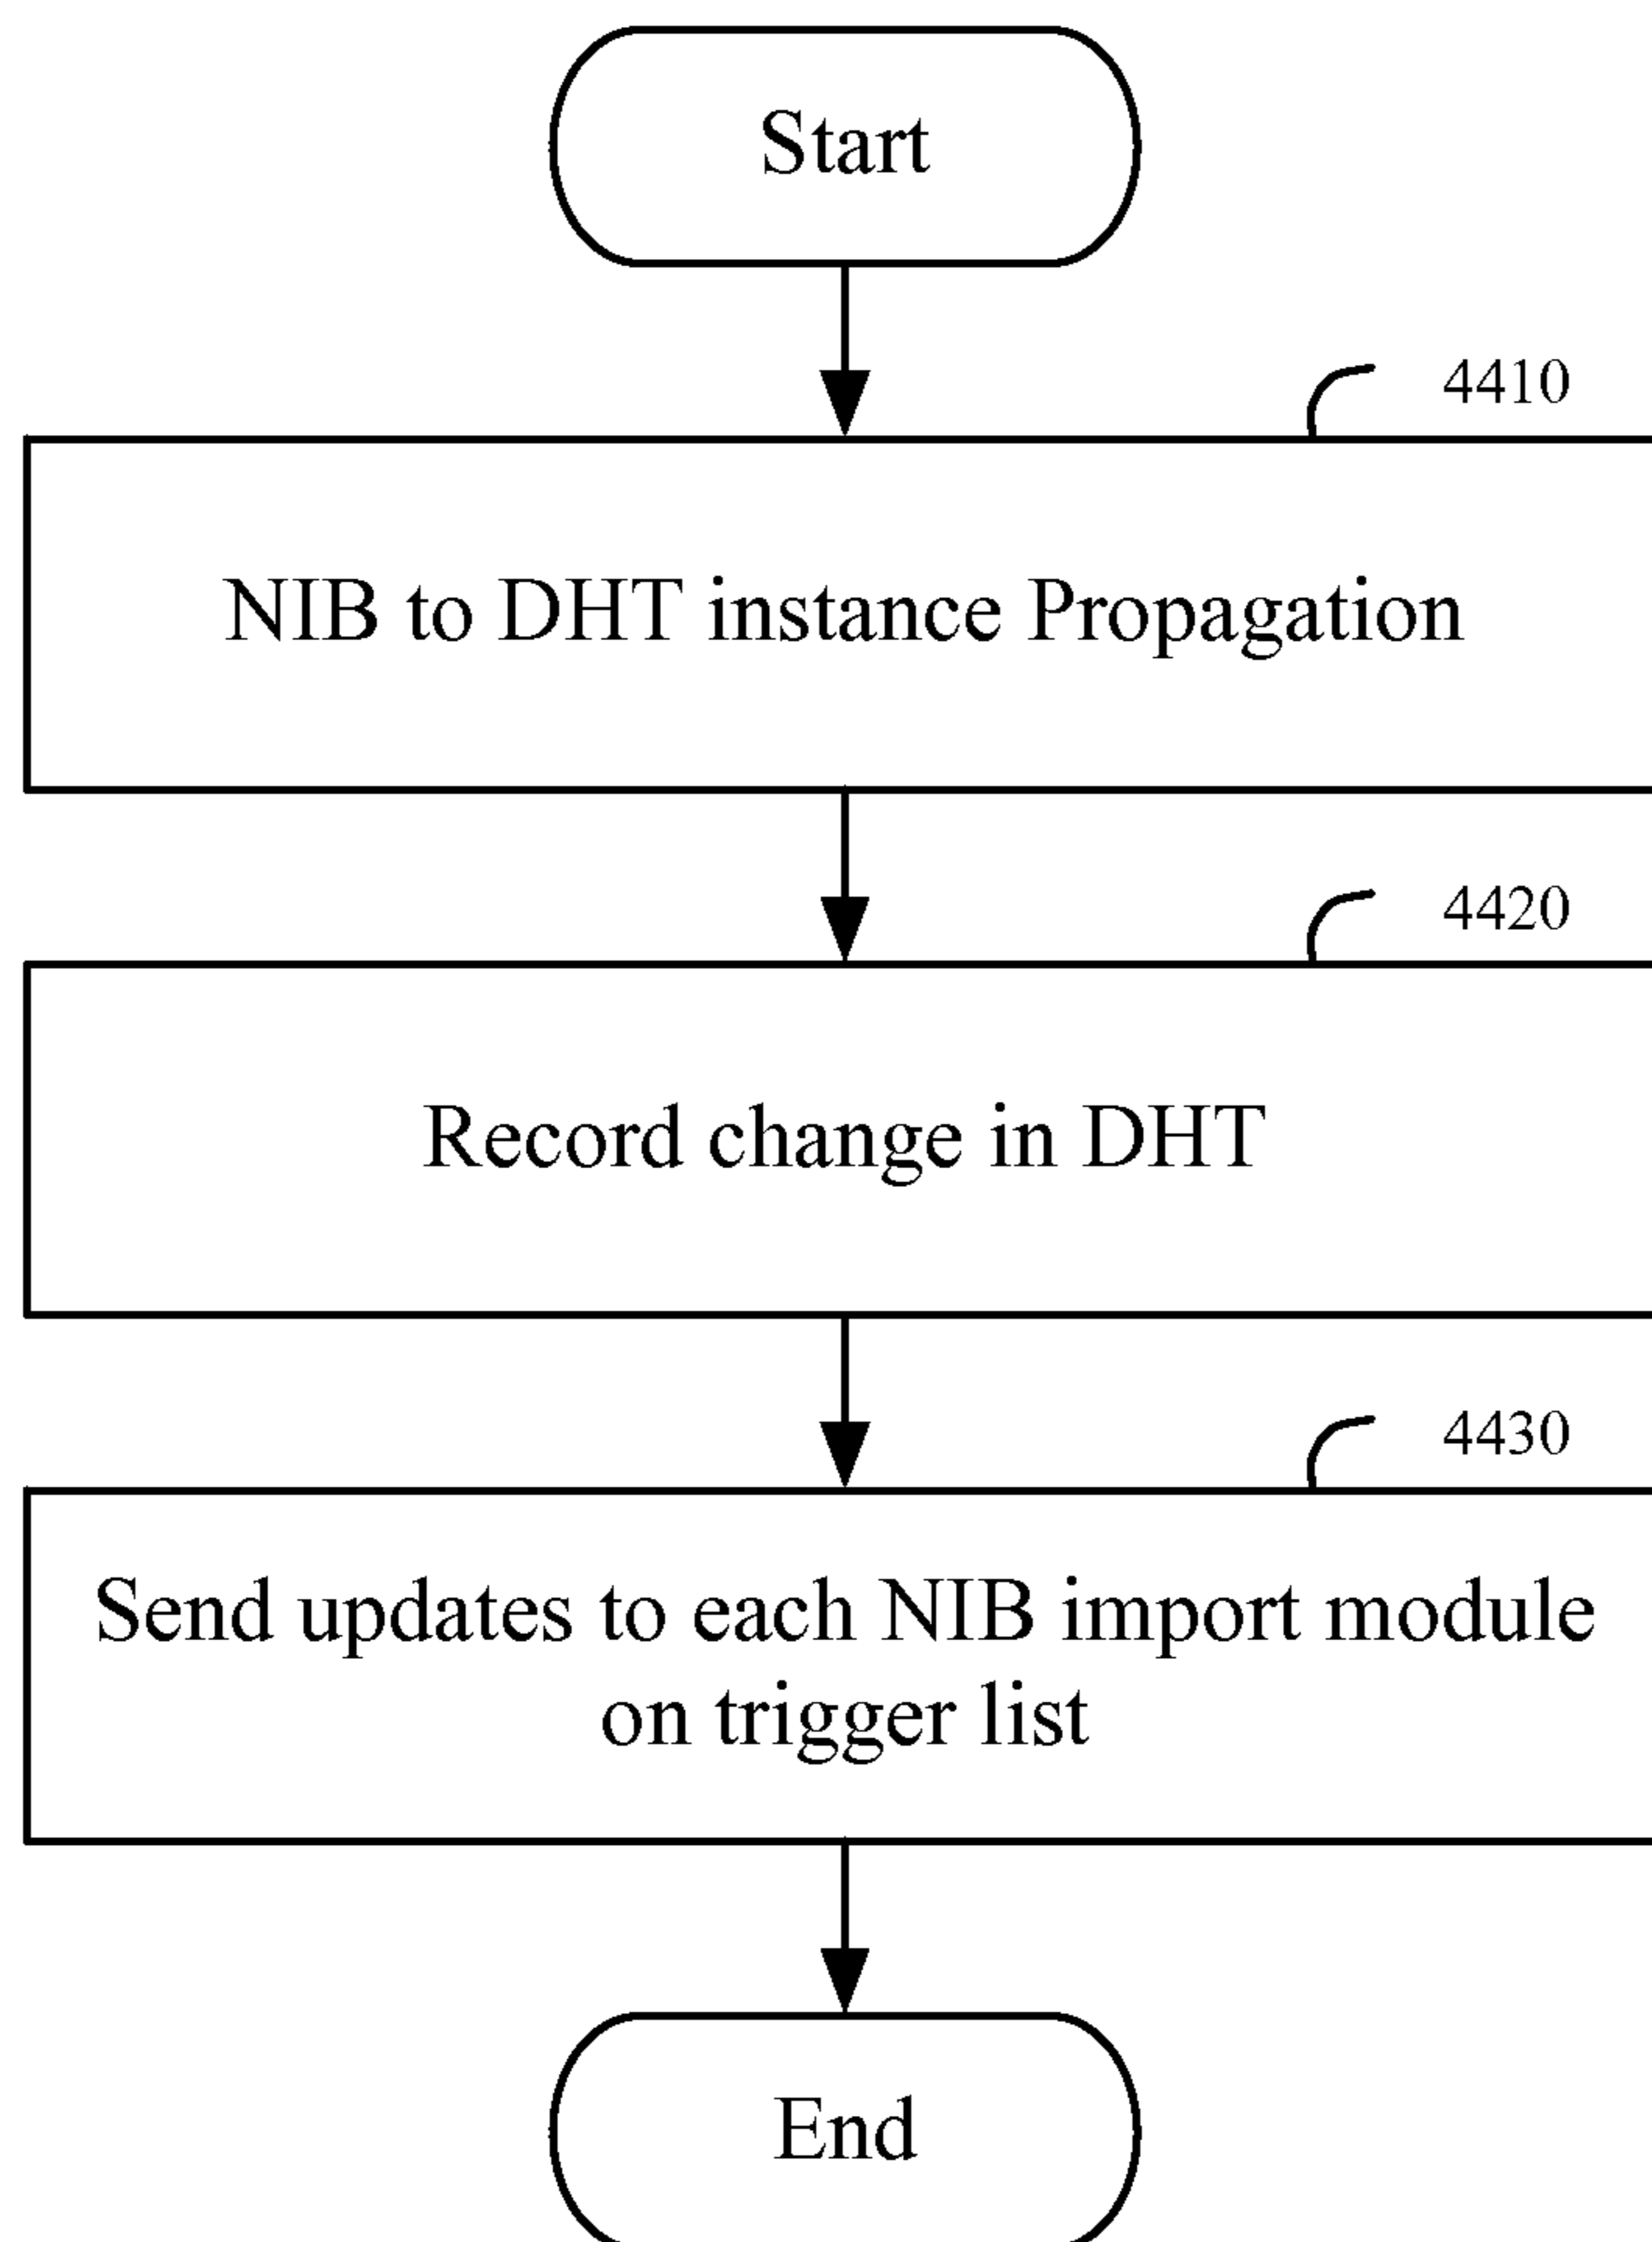 Start
4410
NIB to DHT instance Propagation
4420
Record change in DHT
4430
Send updates to each NIB import module
on trigger list
End